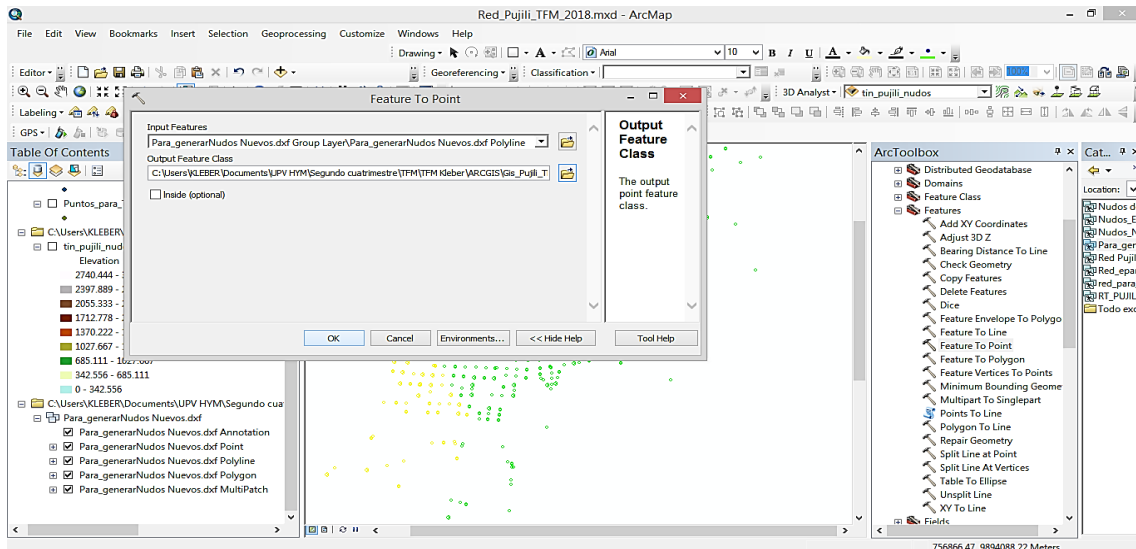 Red_Pujili_TFM_2018.mxd - ArcMap
File Edit View Bookmarks Insert Selection Geoprocessing Customize Windows Help
Drawing A Arial 10 B I U A
Editor Georeferencing Classification
3D Analyst tin_pujili_nudos
Labeling
GPS
Table Of Contents
Puntos_para_
C:\Users\KLEBER\
tin_pujili_nud
Elevation
2740.444 -
2397.889 -
2055.333 -
1712.778 -
1370.222 -
1027.667 -
685.111 - 1027.667
342.556 - 685.111
0 - 342.556
C:\Users\KLEBER\Documents\UPV HYM\Segundo cua
Para_generarNudos Nuevos.dxf
Para_generarNudos Nuevos.dxf Annotation
Para_generarNudos Nuevos.dxf Point
Para_generarNudos Nuevos.dxf Polyline
Para_generarNudos Nuevos.dxf Polygon
Para_generarNudos Nuevos.dxf MultiPatch
Feature To Point
Input Features
Para_generarNudos Nuevos.dxf Group Layer\Para_generarNudos Nuevos.dxf Polyline
Output Feature Class
C:\Users\KLEBER\Documents\UPV HYM\Segundo cuatrimestre\TFM\TFM Kleber\ARCGIS\Gis_Pujili_T
Inside (optional)
OK Cancel Environments... << Hide Help Tool Help
Output
Feature
Class
The output
point feature
class.
ArcToolbox
Distributed Geodatabase
Domains
Feature Class
Features
Add XY Coordinates
Adjust 3D Z
Bearing Distance To Line
Check Geometry
Copy Features
Delete Features
Dice
Feature Envelope To Polygo
Feature To Line
Feature To Point
Feature To Polygon
Feature Vertices To Points
Minimum Bounding Geome
Multipart To Singlepart
Points To Line
Polygon To Line
Repair Geometry
Split Line at Point
Split Line At Vertices
Table To Ellipse
Unsplit Line
XY To Line
Fields
Cat...
Location:
Nudos d
Nudos_E
Nudos_N
Para_ger
Red Pujil
Red_epa
red_para
RT_PUJIL
Todo exc
756866.47 9894088.22 Meters